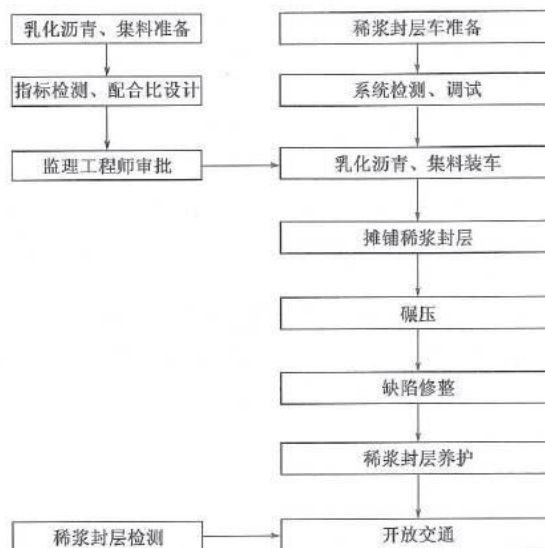 乳化沥青、集料准备
稀浆封层车准备
指标检测、配合比设计
系统检测、调试
监理工程师审批
乳化沥青、集料装车
摊铺稀浆封层
碾压
缺陷修整
稀浆封层养护
稀浆封层检测
开放交通